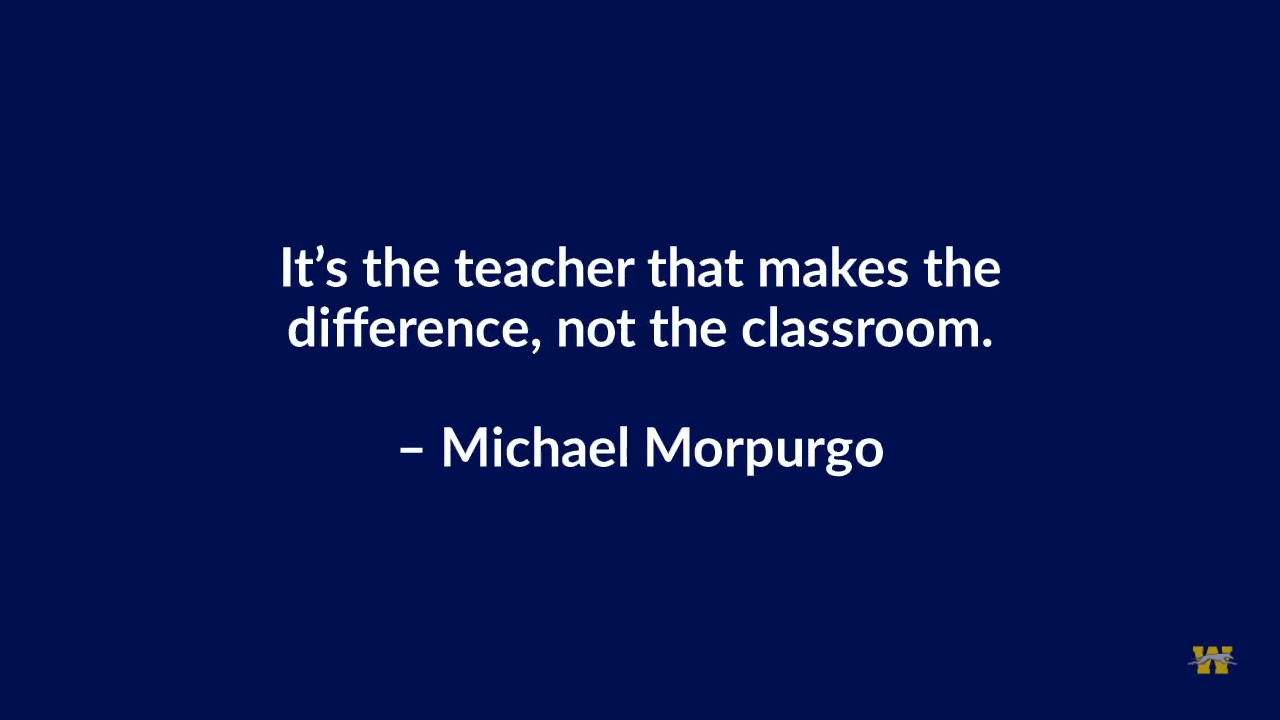 It’s the teacher that makes the
difference, not the classroom.
– Michael Morpurgo
W